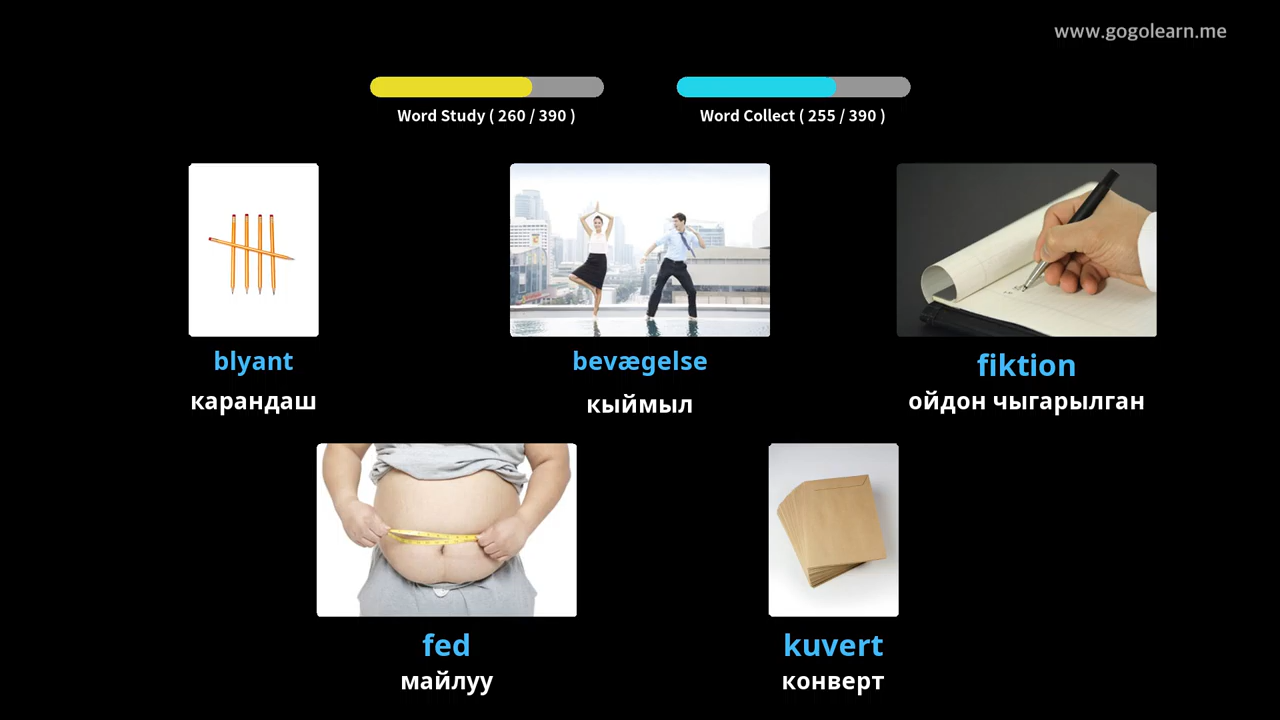 www.gogolearn.me
Word Study ( 260 / 390 )
Word Collect ( 255 / 390 )
blyant
карандаш
bevægelse
кыймыл
fiktion
ойдон чыгарылган
fed
майлуу
kuvert
конверт